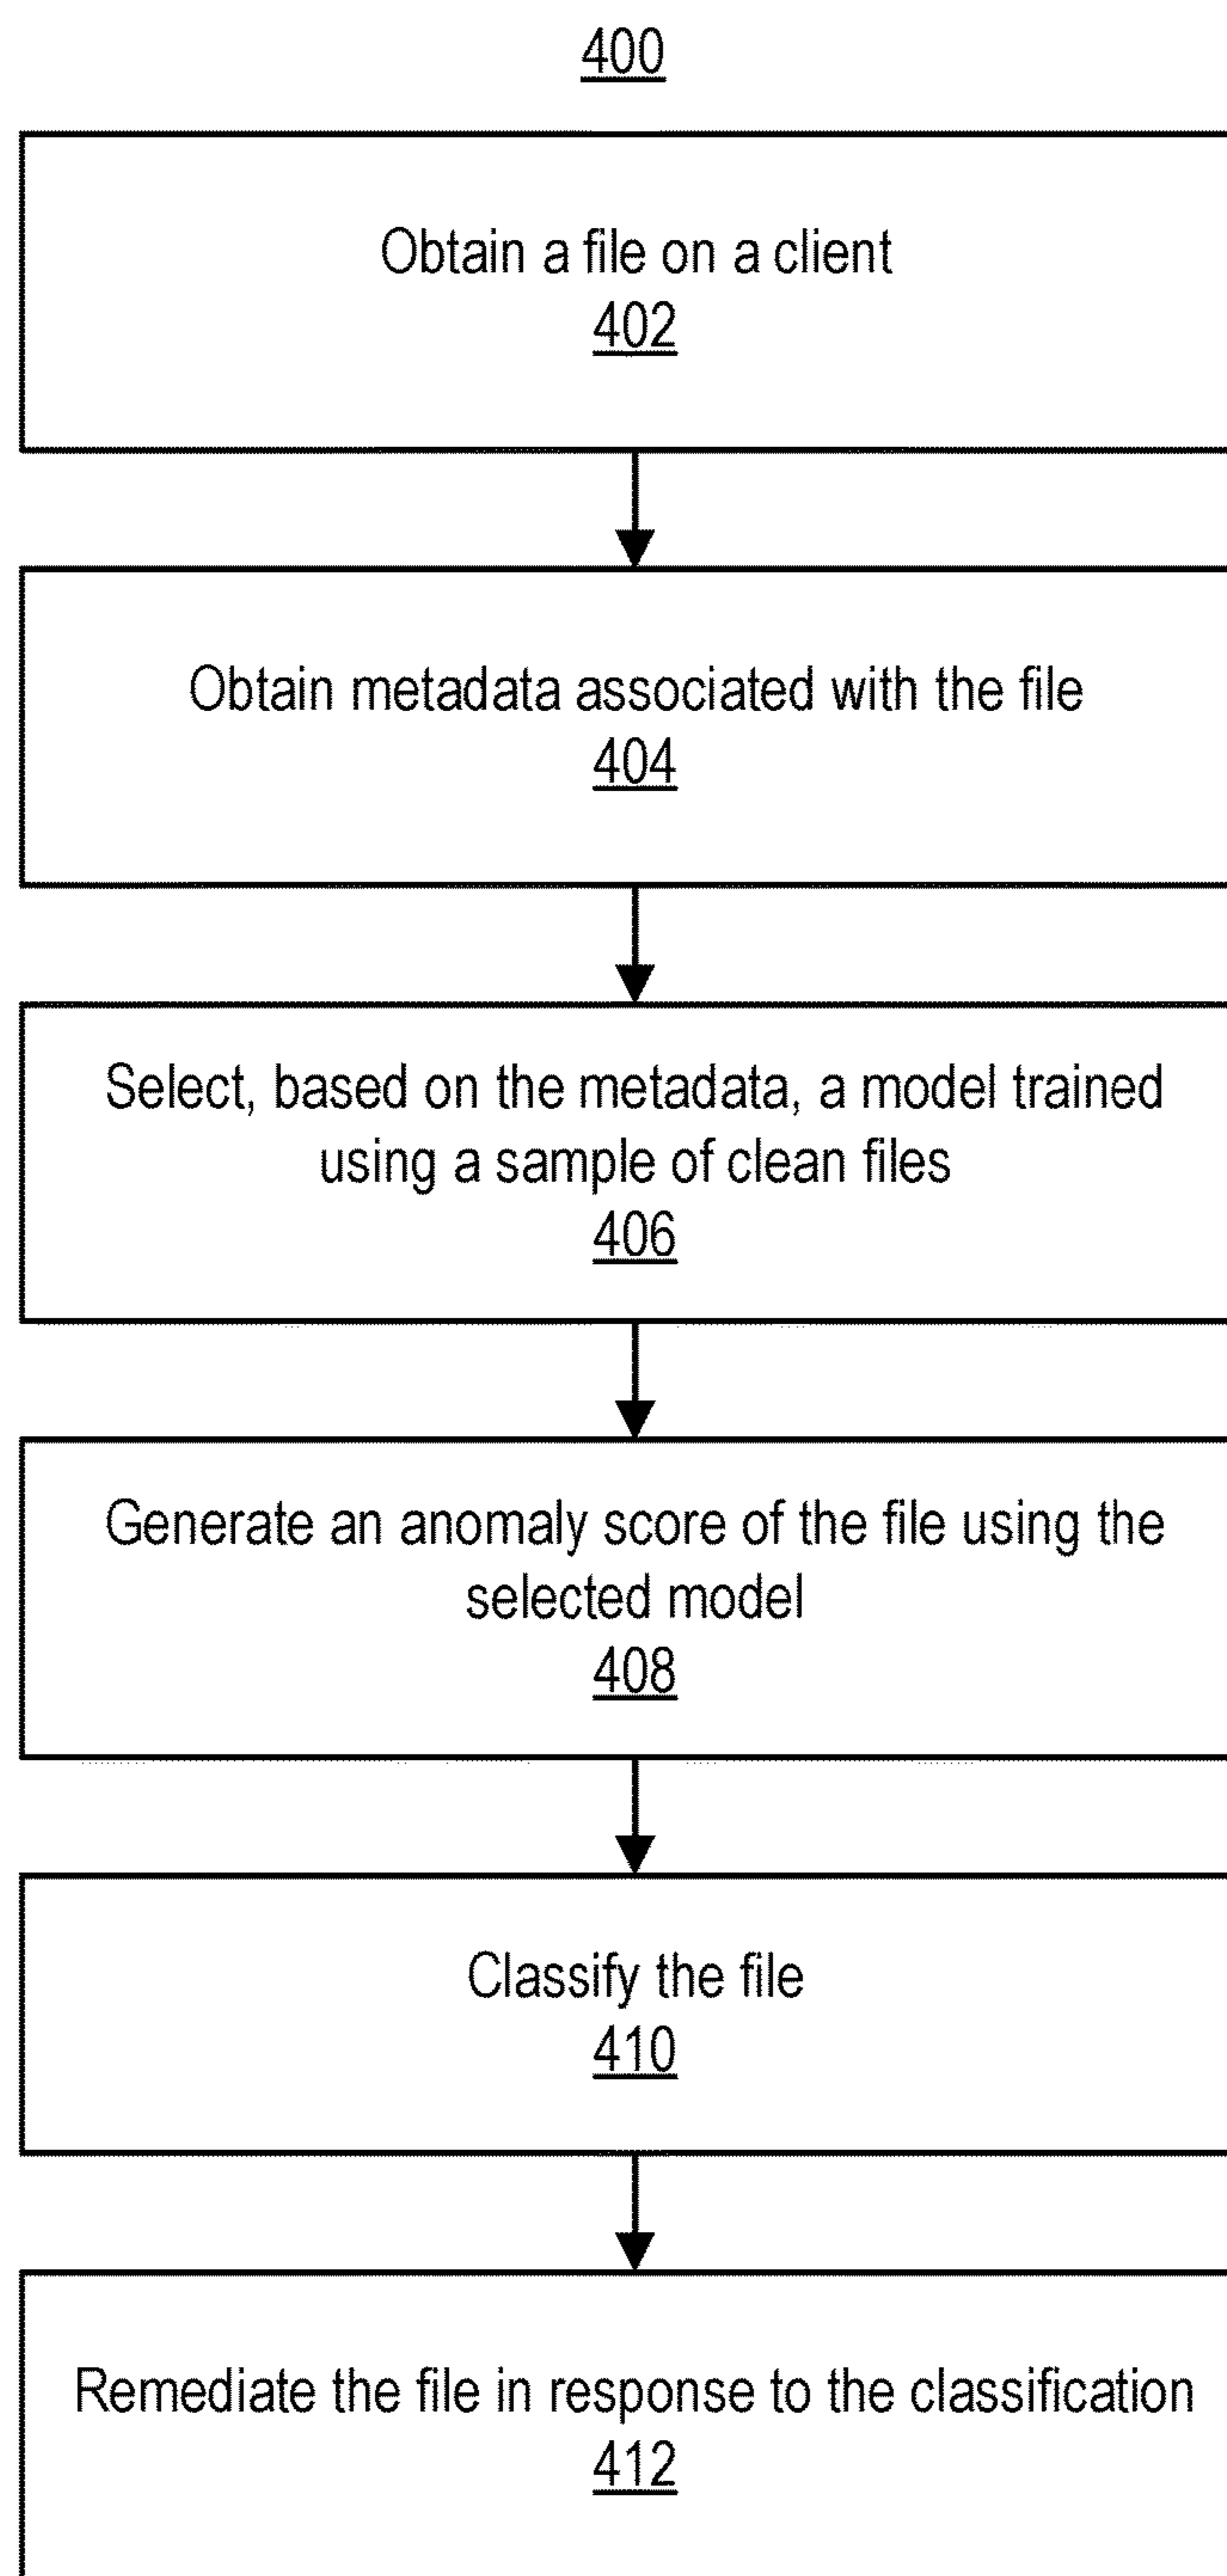 400
Obtain a file on a client
402
Obtain metadata associated with the file
404
Select, based on the metadata, a model trained
using a sample of clean files
406
Generate an anomaly score of the file using the
selected model
408
Classify the file
410
Remediate the file in response to the classification
412